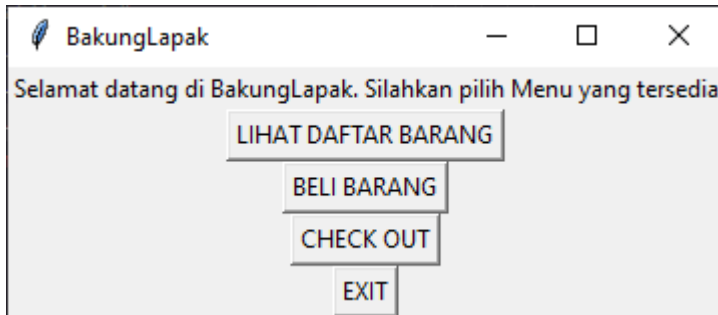 BakungLapak
Selamat datang di BakungLapak. Silahkan pilih Menu yang tersedia
LIHAT DAFTAR BARANG
BELI BARANG
CHECK OUT
EXIT